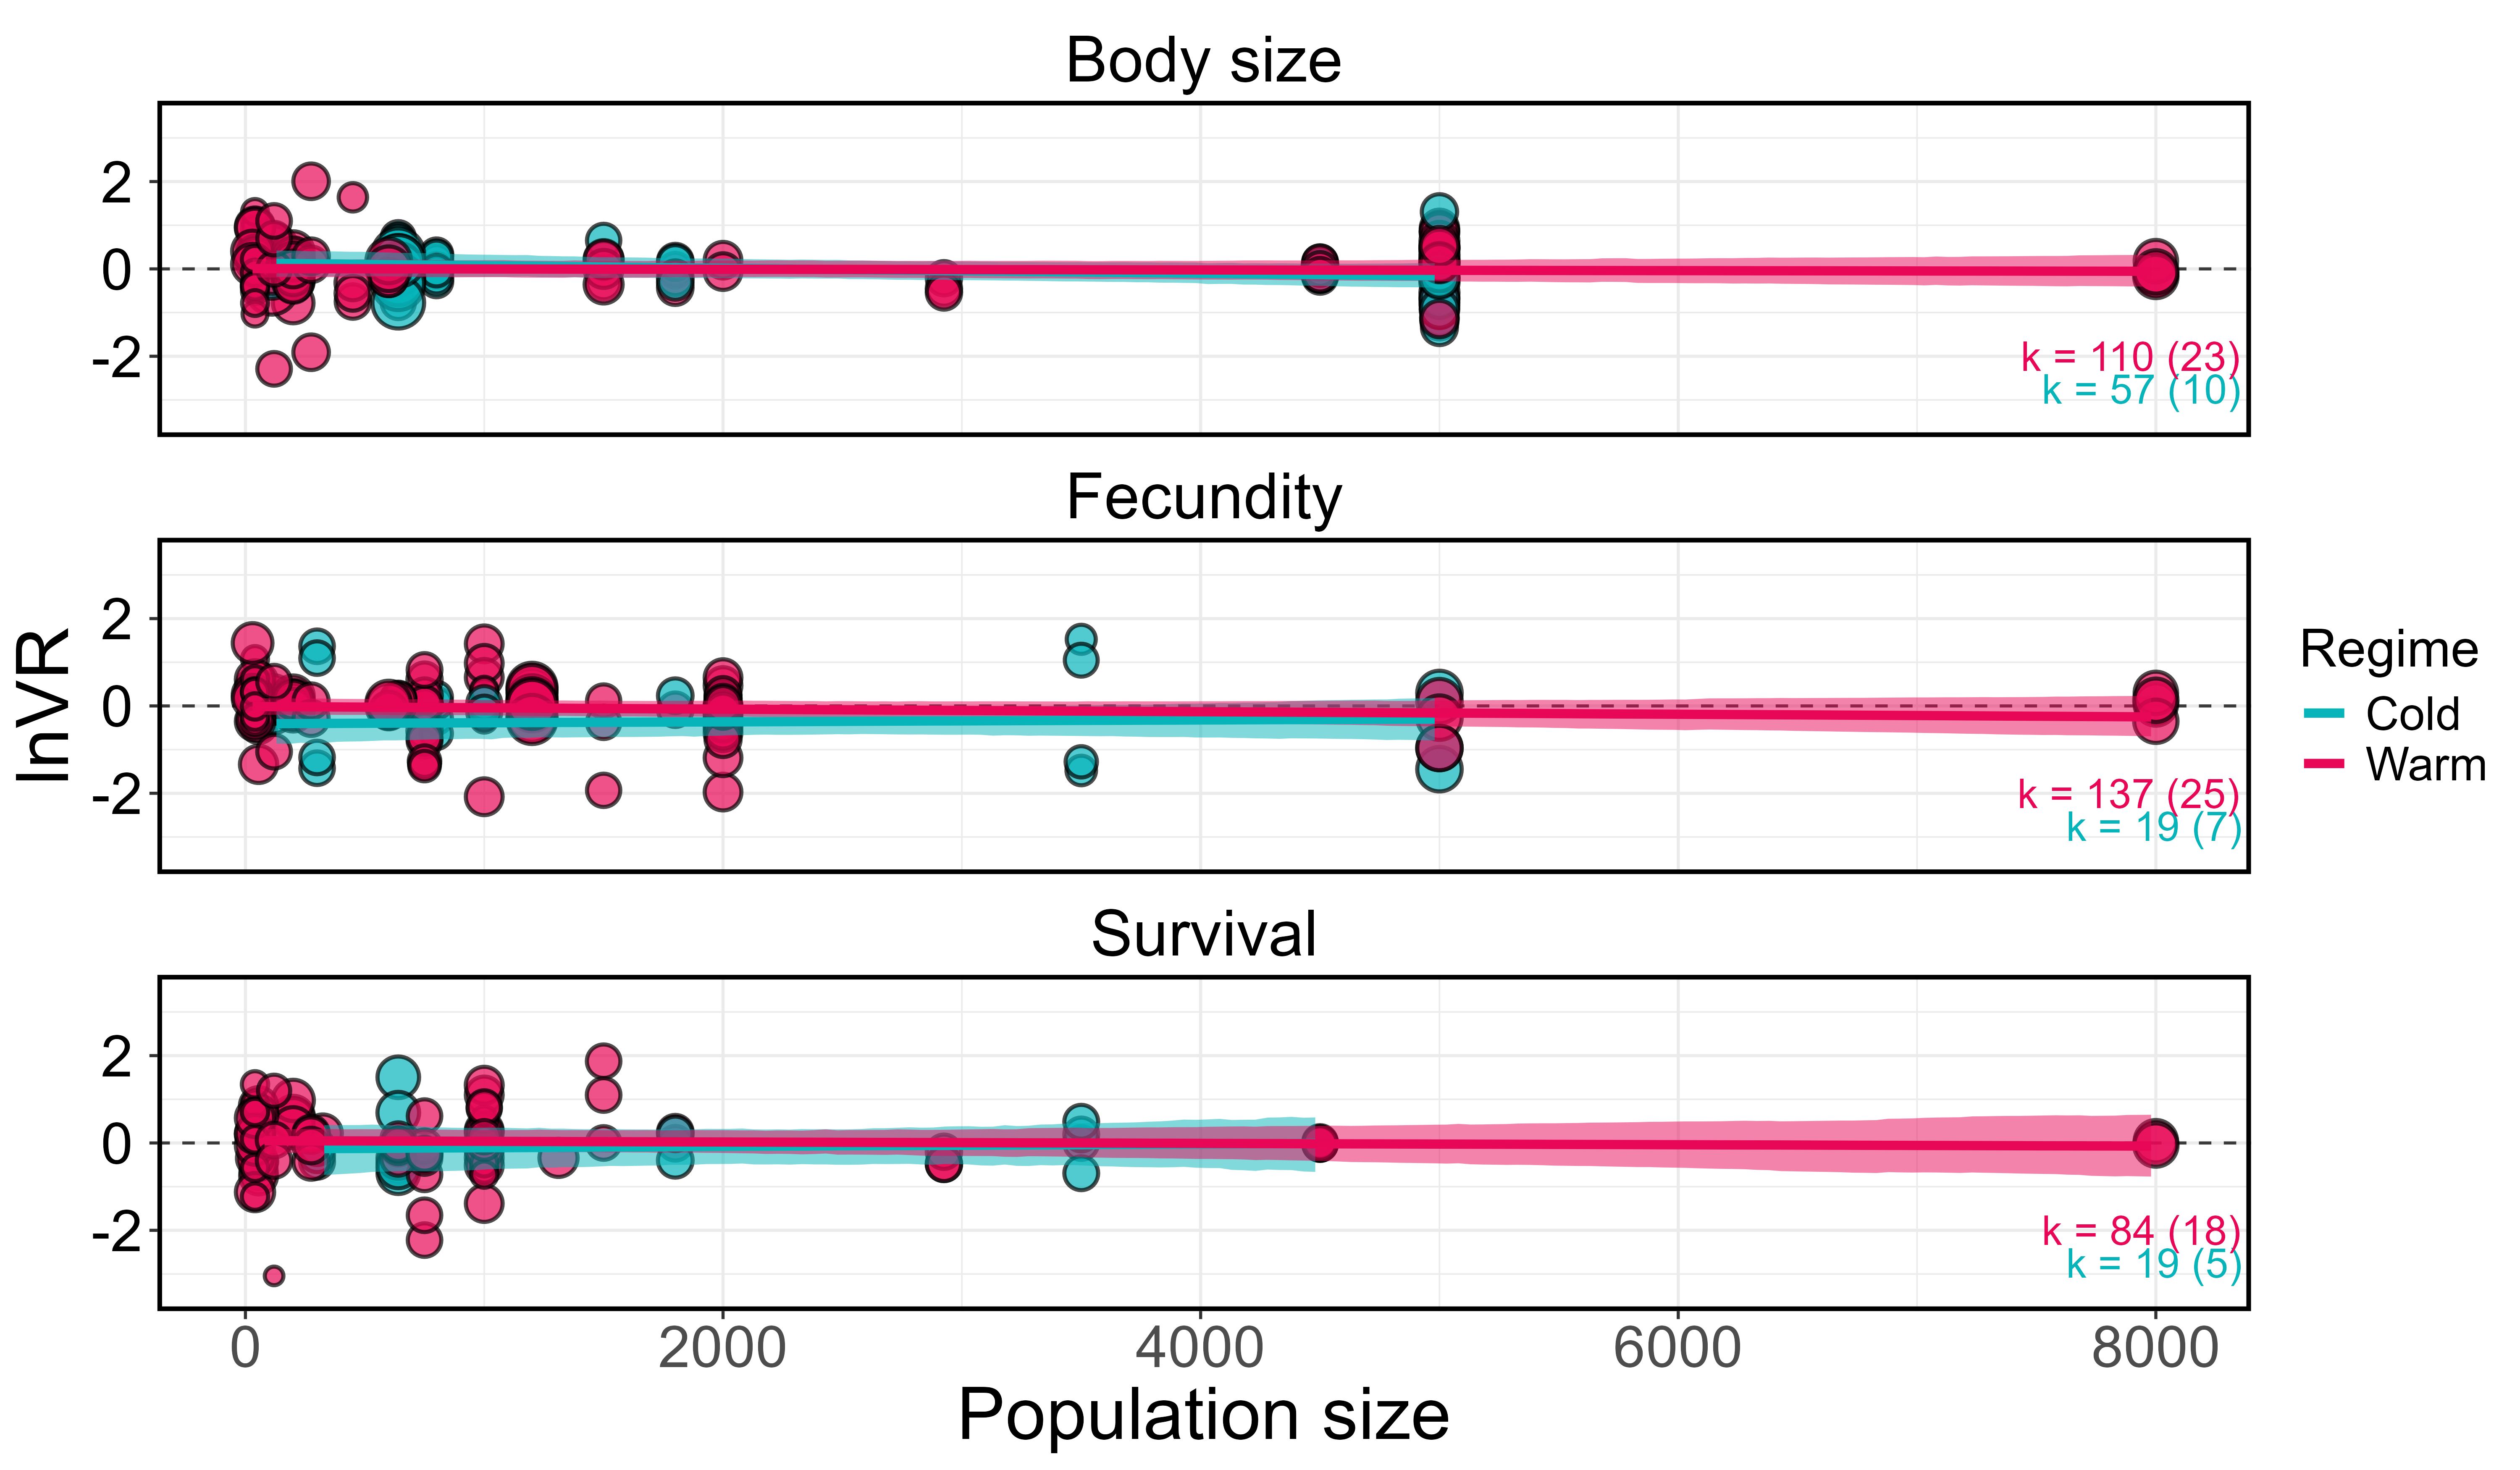 Body size
2
0
-2
k = 110 (23)
k = 57 (10)
Fecundity
lnVR
2
0
-2
k = 137 (25)
k = 19 (7)
Regime
Cold
Warm
Survival
2
0
-2
k = 84 (18)
k = 19 (5)
0 2000 4000 6000 8000
Population size